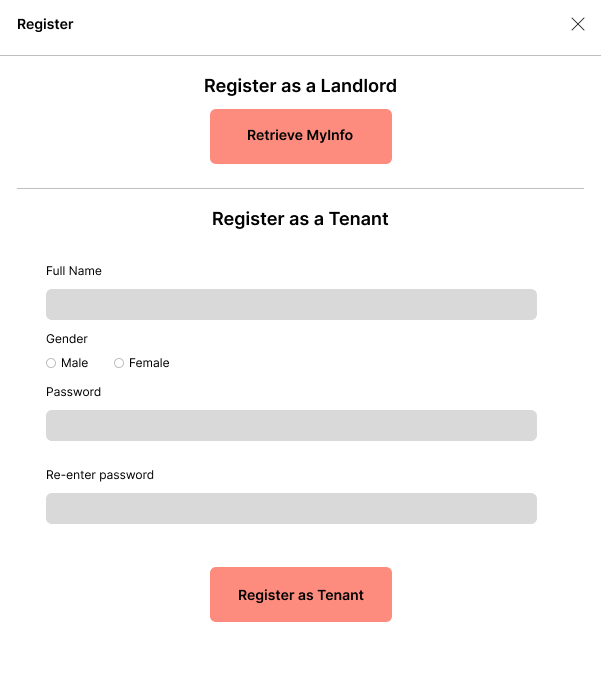 Register
Register as a Landlord
Retrieve MyInfo
Register as a Tenant
Full Name
Gender
Male Female
Password
Re-enter password
Register as Tenant